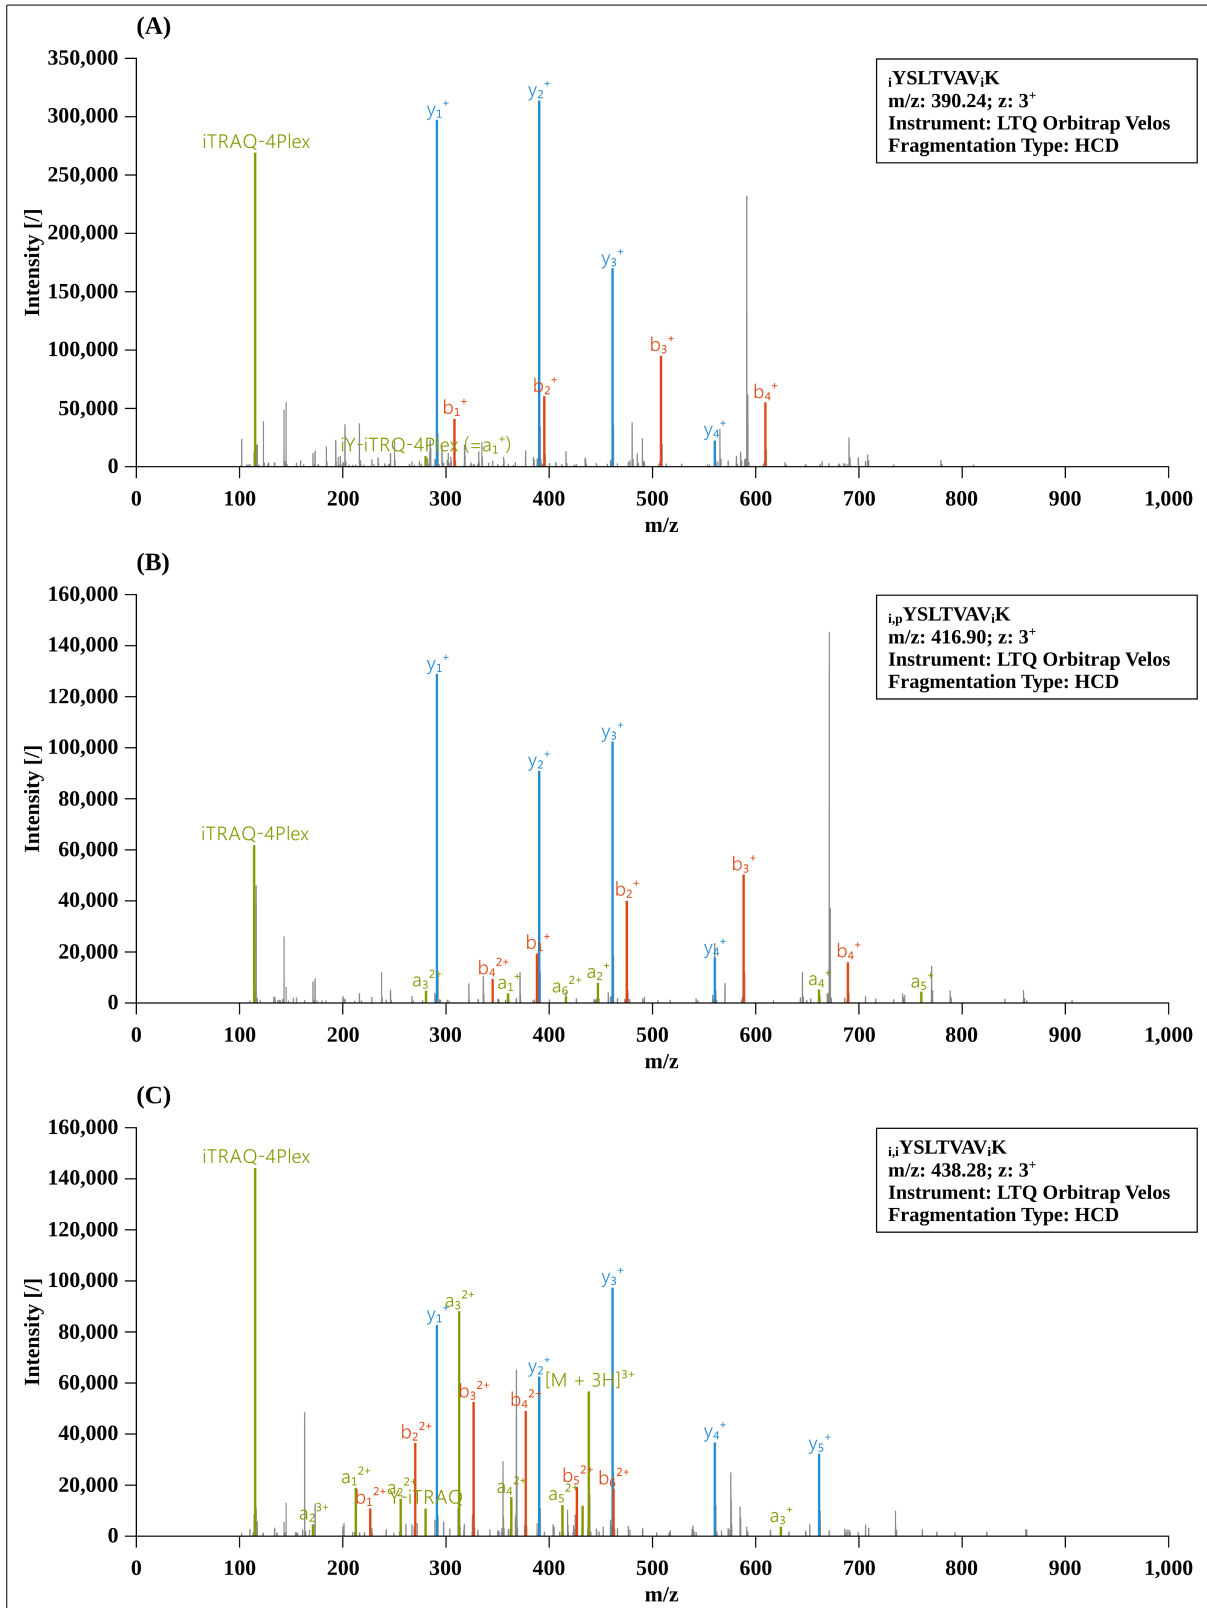 (A)
350,000
300,000
250,000
200,000
150,000
100,000
50,000
0
Intensity [/]
iTRAQ-4Plex
iY-iTRQ-4Plex (=a₁⁺)
y₁⁺
b₁⁺
y₂⁺
b₂⁺
y₃⁺
b₃⁺
y₄⁺
b₄⁺
ᵢYSLTVAVᵢK
m/z: 390.24; z: 3⁺
Instrument: LTQ Orbitrap Velos
Fragmentation Type: HCD
0 100 200 300 400 500 600 700 800 900 1,000
m/z
(B)
160,000
140,000
120,000
100,000
80,000
60,000
40,000
20,000
0
Intensity [/]
iTRAQ-4Plex
a₃²⁺
y₁⁺
b₄²⁺
a₁⁺
b₁⁺
y₂⁺
a₆²⁺
a₂⁺
y₃⁺
b₂⁺
y₄⁺
b₃⁺
a₄⁺
b₄⁺
a₅⁺
ᵢ,ₚYSLTVAVᵢK
m/z: 416.90; z: 3⁺
Instrument: LTQ Orbitrap Velos
Fragmentation Type: HCD
0 100 200 300 400 500 600 700 800 900 1,000
m/z
(C)
160,000
140,000
120,000
100,000
80,000
60,000
40,000
20,000
0
Intensity [/]
iTRAQ-4Plex
a₂³⁺
a₁²⁺
b₁²⁺
a₂²⁺
b₂²⁺
Y-iTRAQ
y₁⁺
a₃²⁺
b₃²⁺
a₄²⁺
b₄²⁺
y₂⁺
a₅²⁺
b₅²⁺
[M + 3H]³⁺
y₃⁺
b₆²⁺
y₄⁺
a₃⁺
y₅⁺
ᵢ,ᵢYSLTVAVᵢK
m/z: 438.28; z: 3⁺
Instrument: LTQ Orbitrap Velos
Fragmentation Type: HCD
0 100 200 300 400 500 600 700 800 900 1,000
m/z